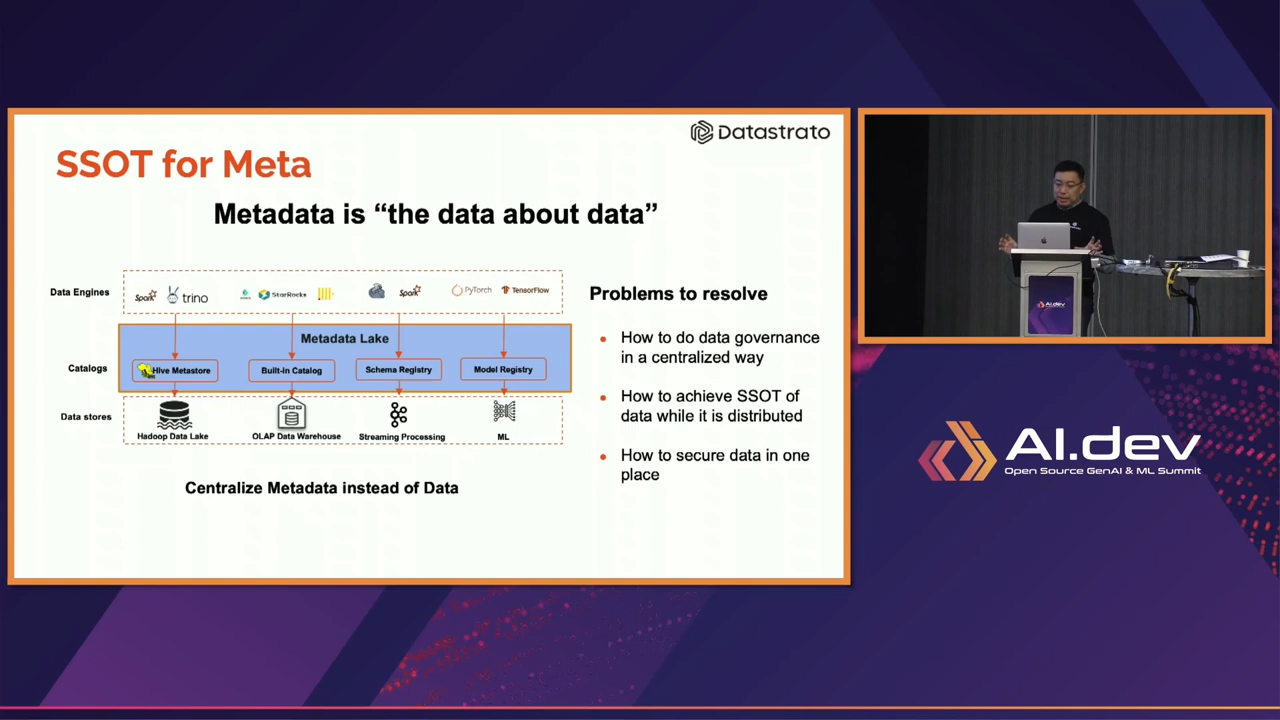 Datastrato
SSOT for Meta
Metadata is “the data about data”
Data Engines
Spark
trino
StarRocks
Spark
PyTorch
TensorFlow
Metadata Lake
Catalogs
Hive Metastore
Built-in Catalog
Schema Registry
Model Registry
Data stores
Hadoop Data Lake
OLAP Data Warehouse
Streaming Processing
ML
Centralize Metadata instead of Data
Problems to resolve
How to do data governance
in a centralized way
How to achieve SSOT of
data while it is distributed
How to secure data in one
place
AI.dev
AI.dev
Open Source GenAI & ML Summit